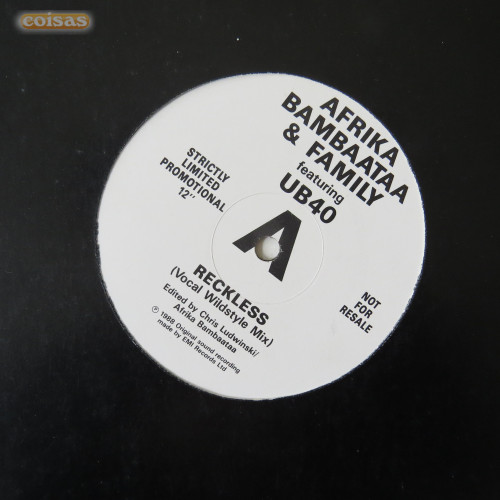 coisas
AFRIKA
BAMBAATAA
& FAMILY
featuring
UB40
STRICTLY
LIMITED
PROMOTIONAL
12"
A
NOT
FOR
RESALE
RECKLESS
(Vocal Wildstyle Mix)
Edited by Chris Ludwinski/
Afrika Bambaataa
℗ 1988 Original sound recording
made by EMI Records Ltd